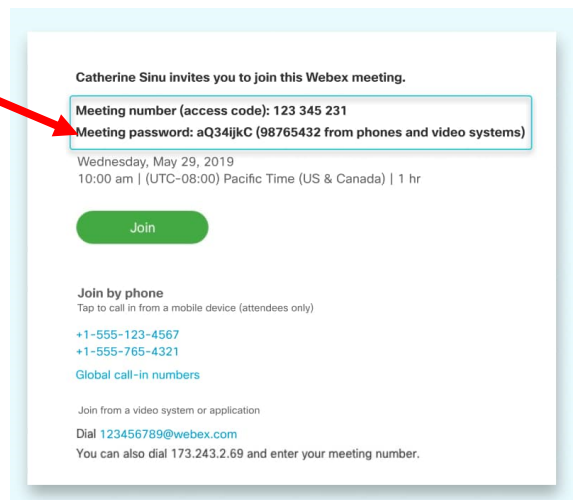 Catherine Sinu invites you to join this Webex meeting.
Meeting number (access code): 123 345 231
Meeting password: aQ34ijkC (98765432 from phones and video systems)
Wednesday, May 29, 2019
10:00 am | (UTC-08:00) Pacific Time (US & Canada) | 1 hr
Join
Join by phone
Tap to call in from a mobile device (attendees only)
+1-555-123-4567
+1-555-765-4321
Global call-in numbers
Join from a video system or application
Dial 123456789@webex.com
You can also dial 173.243.2.69 and enter your meeting number.